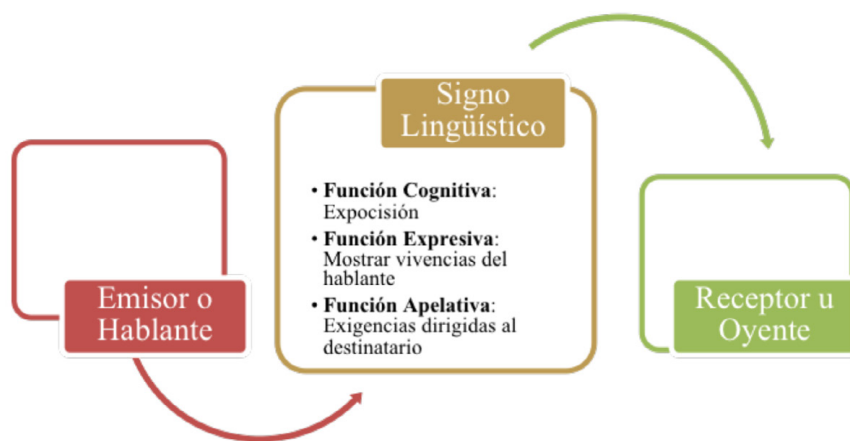 Signo
Lingüístico
• Función Cognitiva:
Expocisión
• Función Expresiva:
Mostrar vivencias del
hablante
• Función Apelativa:
Exigencias dirigidas al
destinatario
Emisor o
Hablante
Receptor u
Oyente